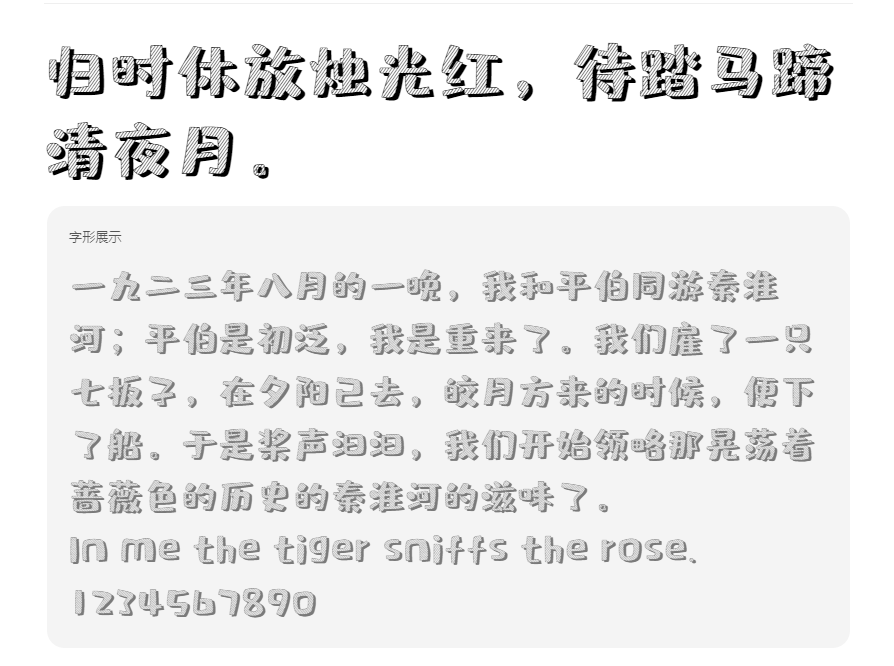 归时休放烛光红，待踏马蹄
清夜月。
字形展示
一九二三年八月的一晚，我和平伯同游秦淮
河；平伯是初泛，我是重来了。我们雇了一只
七板子，在夕阳已去，皎月方来的时候，便下
了船。于是桨声汩汩，我们开始领略那晃荡着
蔷薇色的历史的秦淮河的滋味了。
In me the tiger sniffs the rose.
1234567890